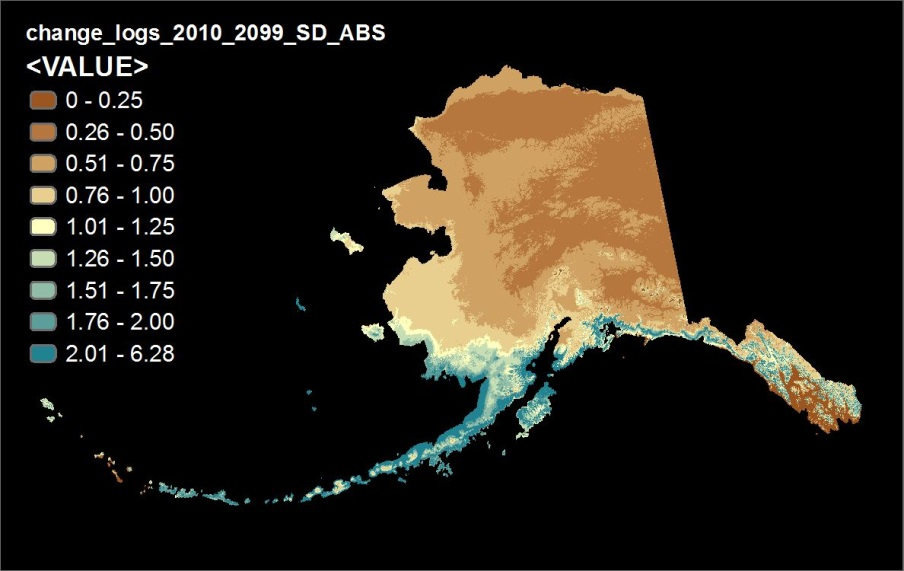 change_logs_2010_2099_SD_ABS
<VALUE>
0 - 0.25
0.26 - 0.50
0.51 - 0.75
0.76 - 1.00
1.01 - 1.25
1.26 - 1.50
1.51 - 1.75
1.76 - 2.00
2.01 - 6.28